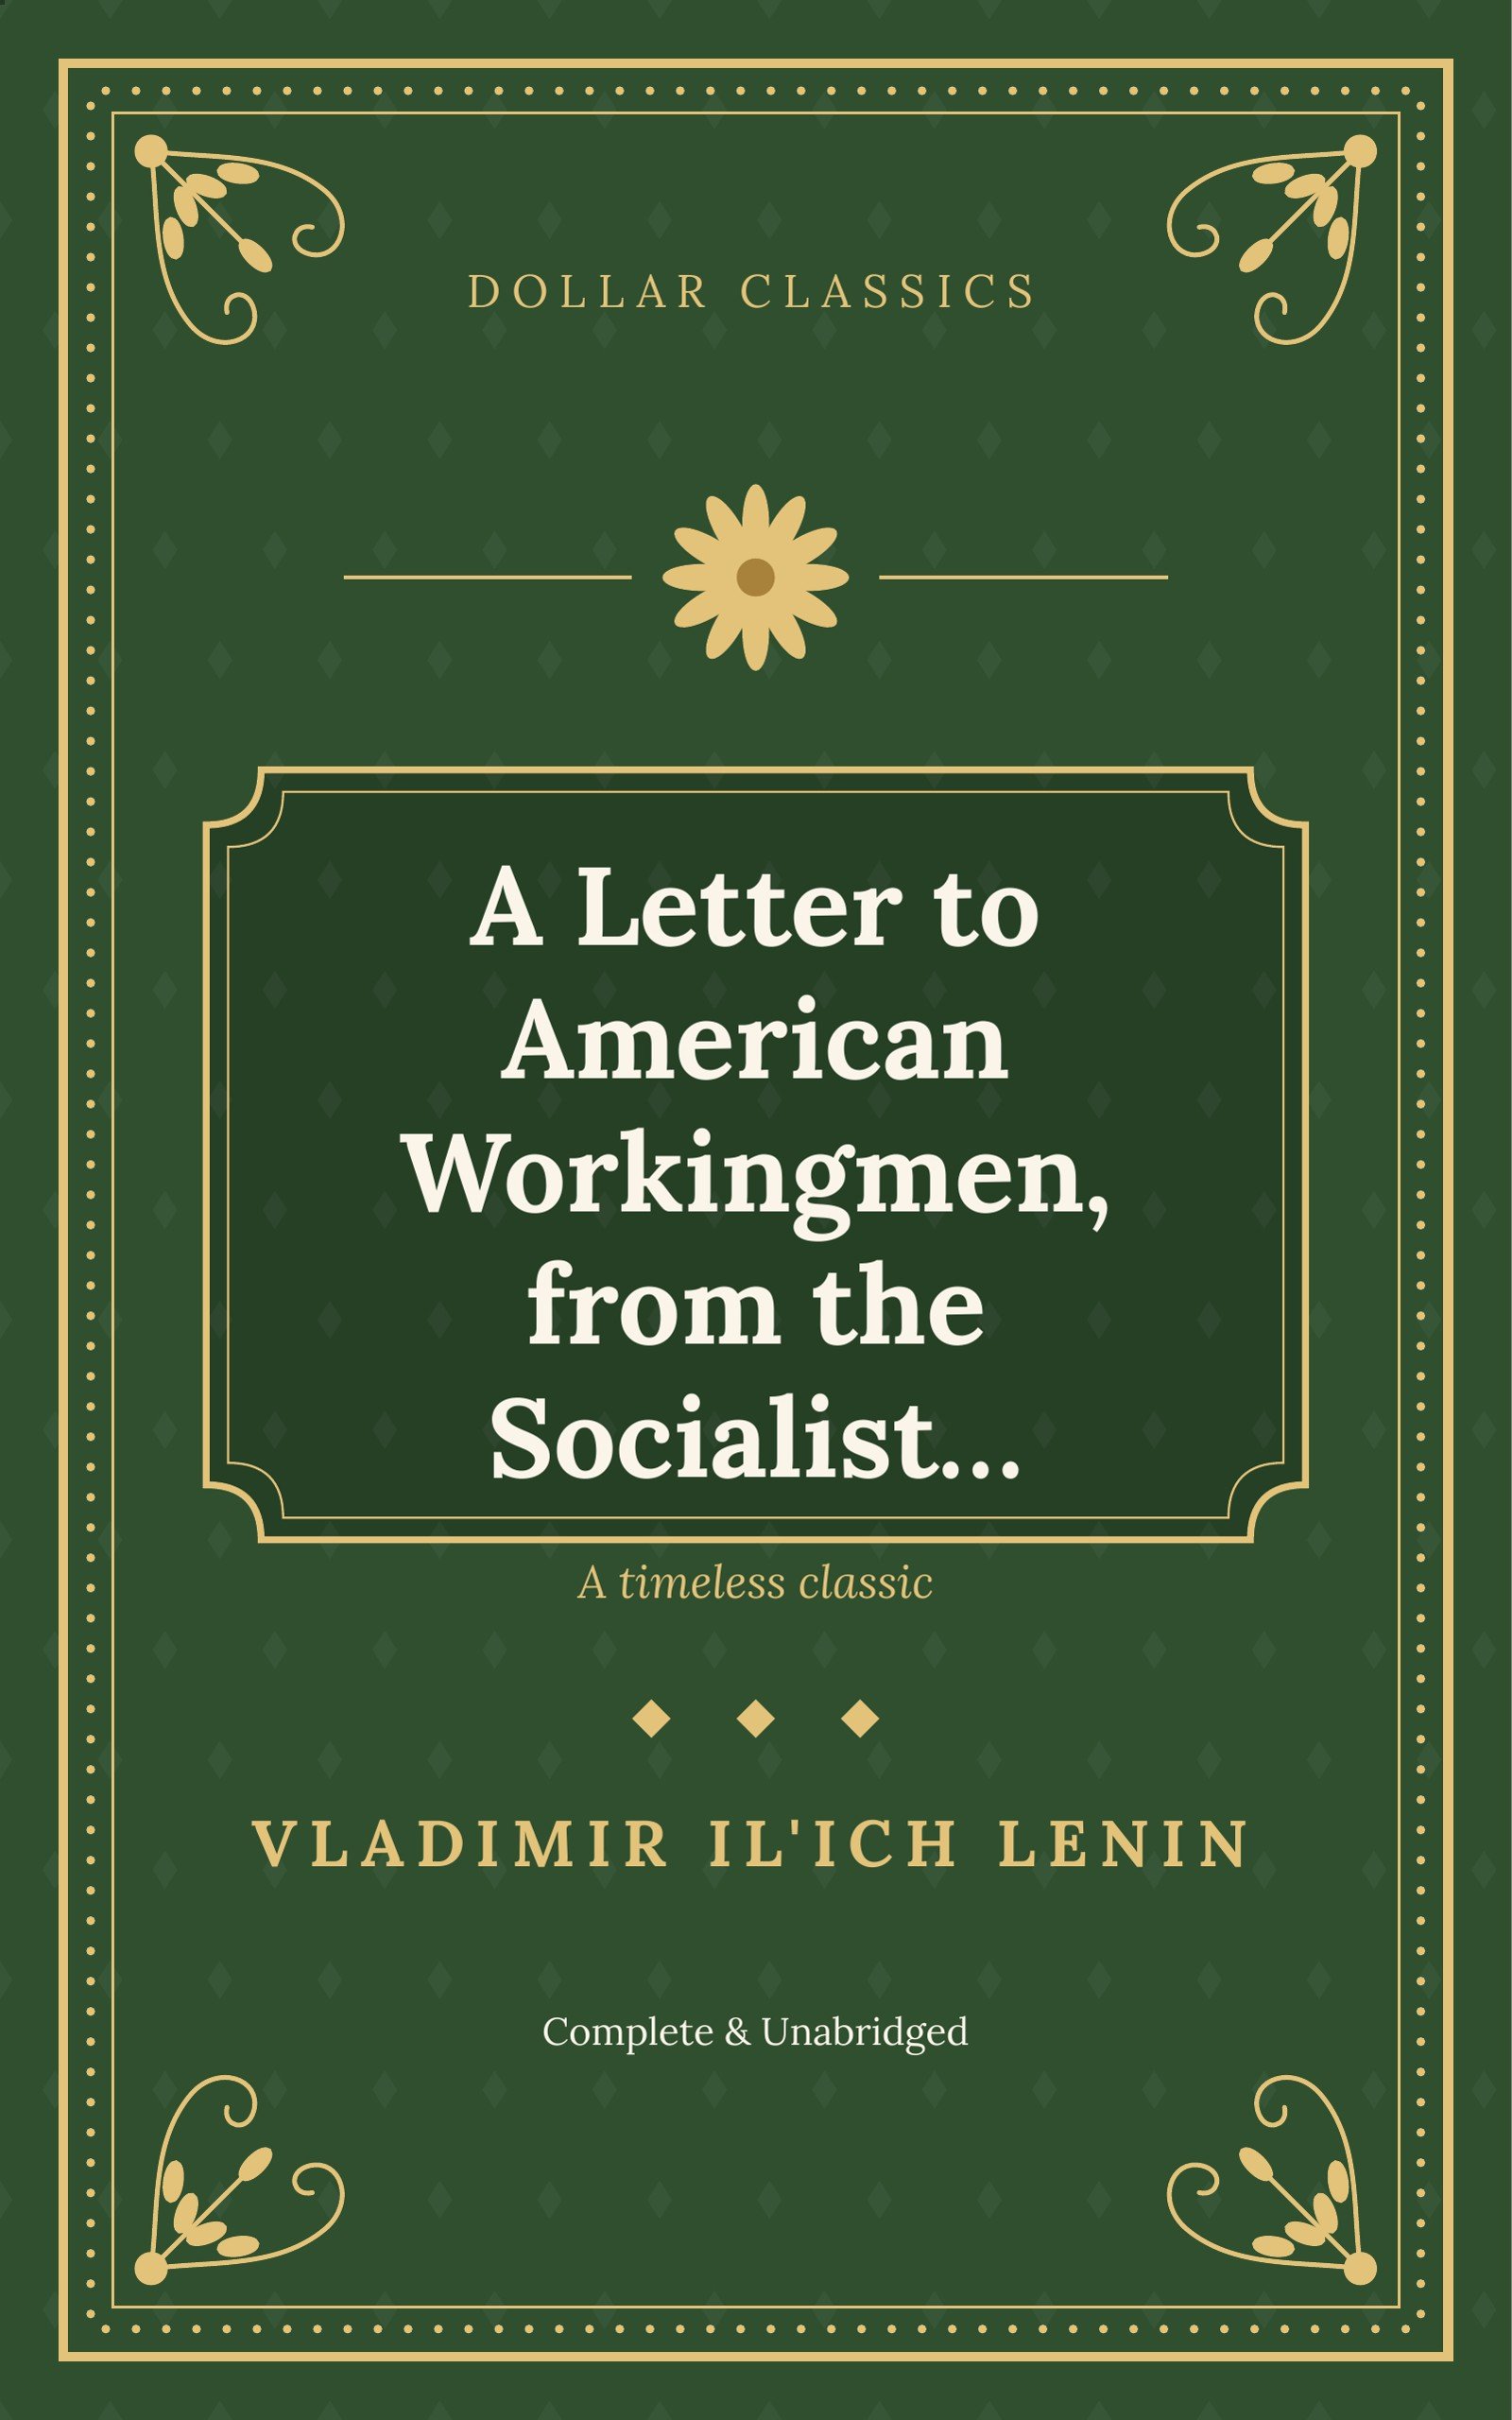 DOLLAR CLASSICS
A Letter to
American
Workingmen,
from the
Socialist...
A timeless classic
VLADIMIR IL'ICH LENIN
Complete & Unabridged